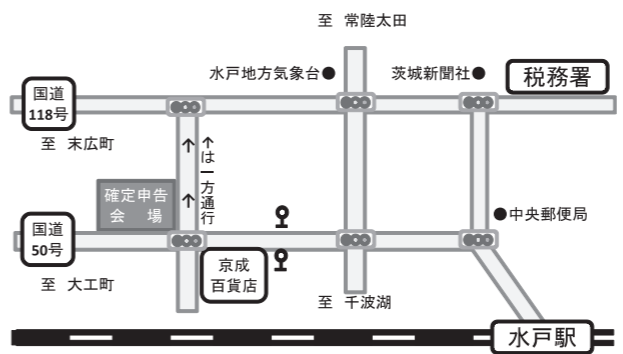 至 常陸太田
水戸地方気象台●
茨城新聞社●
税務署
国道
118号
至 末広町
↑は一方通行
確定申告
会 場
国道
50号
●中央郵便局
京成
百貨店
至 大工町
至 千波湖
水戸駅